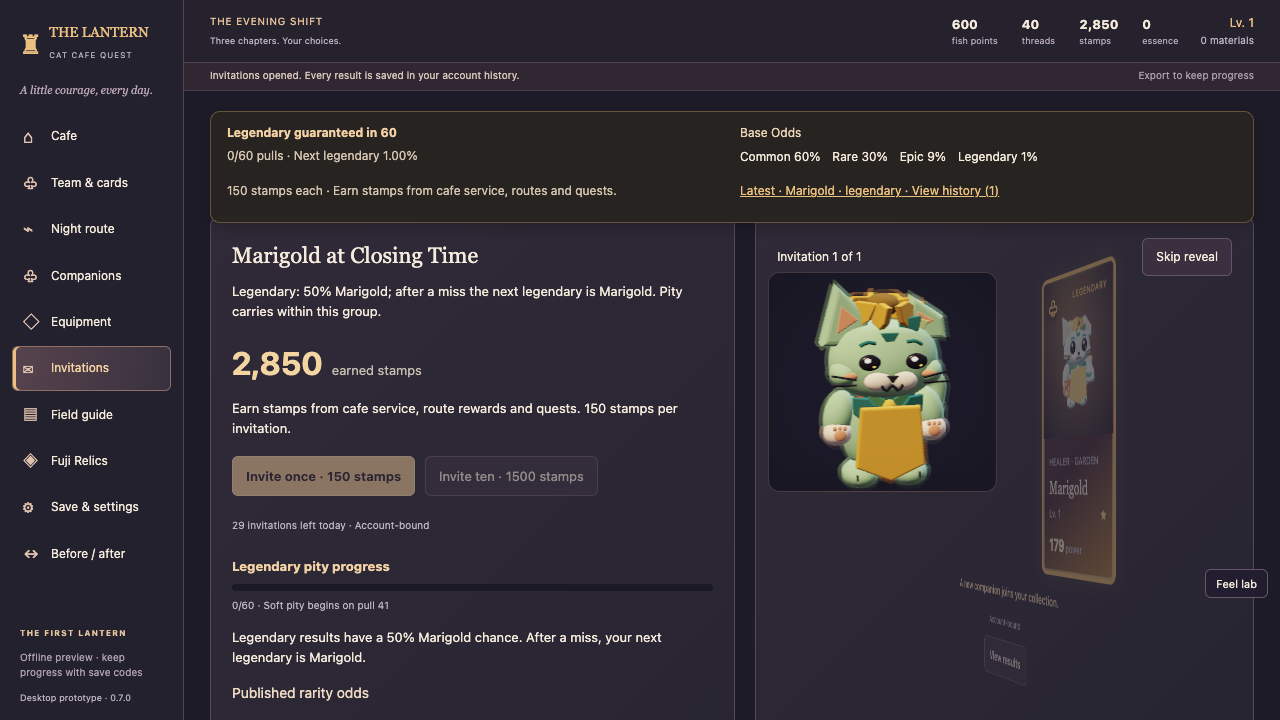 THE LANTERN
CAT CAFE QUEST
A little courage, every day.
Cafe
Team & cards
Night route
Companions
Equipment
Invitations
Field guide
Fuji Relics
Save & settings
Before / after
THE FIRST LANTERN
Offline preview · keep
progress with save codes
Desktop prototype · 0.7.0
THE EVENING SHIFT
Three chapters. Your choices.
600
fish points
40
threads
2,850
stamps
0
essence
Lv. 1
0 materials
Invitations opened. Every result is saved in your account history.
Export to keep progress
Legendary guaranteed in 60
0/60 pulls · Next legendary 1.00%
150 stamps each · Earn stamps from cafe service, routes and quests.
Base Odds
Common 60% Rare 30% Epic 9% Legendary 1%
Latest · Marigold · legendary · View history (1)
Marigold at Closing Time
Legendary: 50% Marigold; after a miss the next legendary is Marigold. Pity
carries within this group.
2,850 earned stamps
Earn stamps from cafe service, route rewards and quests. 150 stamps per
invitation.
Invite once · 150 stamps
Invite ten · 1500 stamps
29 invitations left today · Account-bound
Legendary pity progress
0/60 · Soft pity begins on pull 41
Legendary results have a 50% Marigold chance. After a miss, your next
legendary is Marigold.
Published rarity odds
Invitation 1 of 1
Skip reveal
LEGENDARY
HEALER · GARDEN
Marigold
Lv. 1
179 power
A new companion joins your collection.
Account-bound
View results
Feel lab